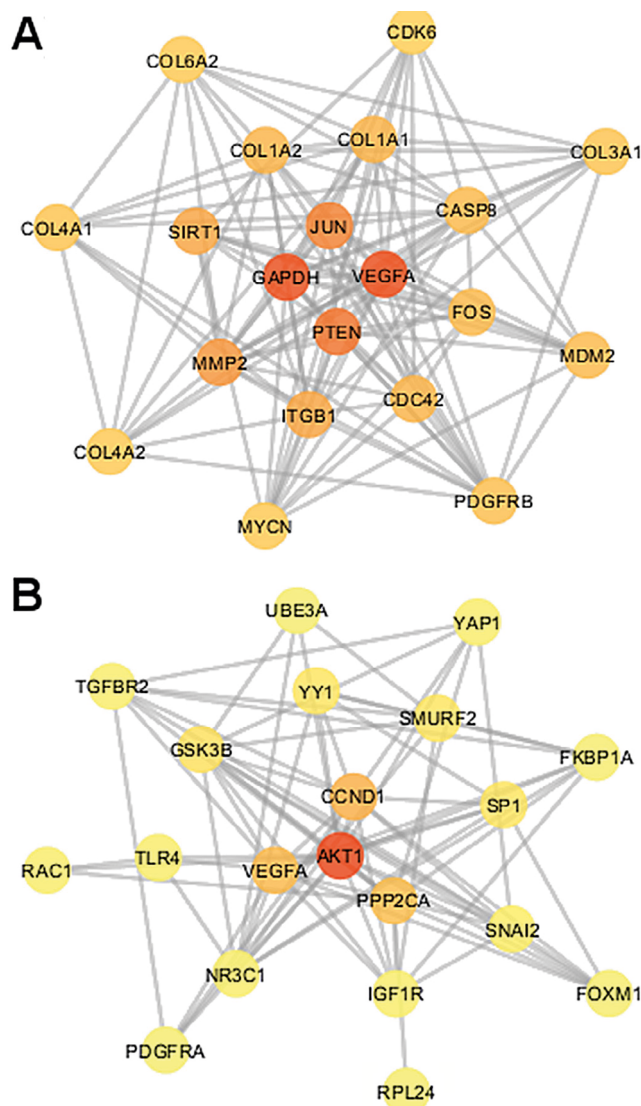 A
CDK6
COL6A2
COL1A2
COL1A1
COL3A1
CASP8
COL4A1
SIRT1
JUN
GAPDH
VEGFA
FOS
PTEN
MMP2
MDM2
ITGB1
CDC42
COL4A2
PDGFRB
MYCN
B
UBE3A
YAP1
TGFBR2
YY1
SMURF2
GSK3B
FKBP1A
CCND1
SP1
AKT1
TLR4
RAC1
VEGFA
PPP2CA
SNAI2
NR3C1
IGF1R
FOXM1
PDGFRA
RPL24